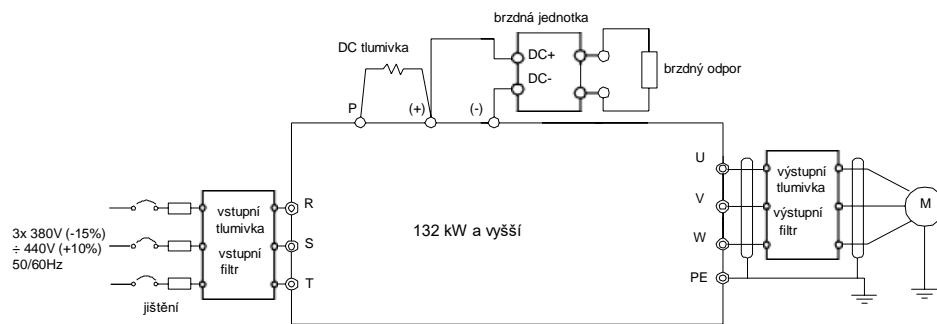 brzdná jednotka
DC tlumivka
DC+
DC-
brzdný odpor
P
(+)
(-)
U
V
W
PE
výstupní
tlumivka
výstupní
filtr
M
R
S
T
vstupní
tlumivka
vstupní
filtr
132 kW a vyšší
3x 380V (-15%)
÷ 440V (+10%)
50/60Hz
jištění